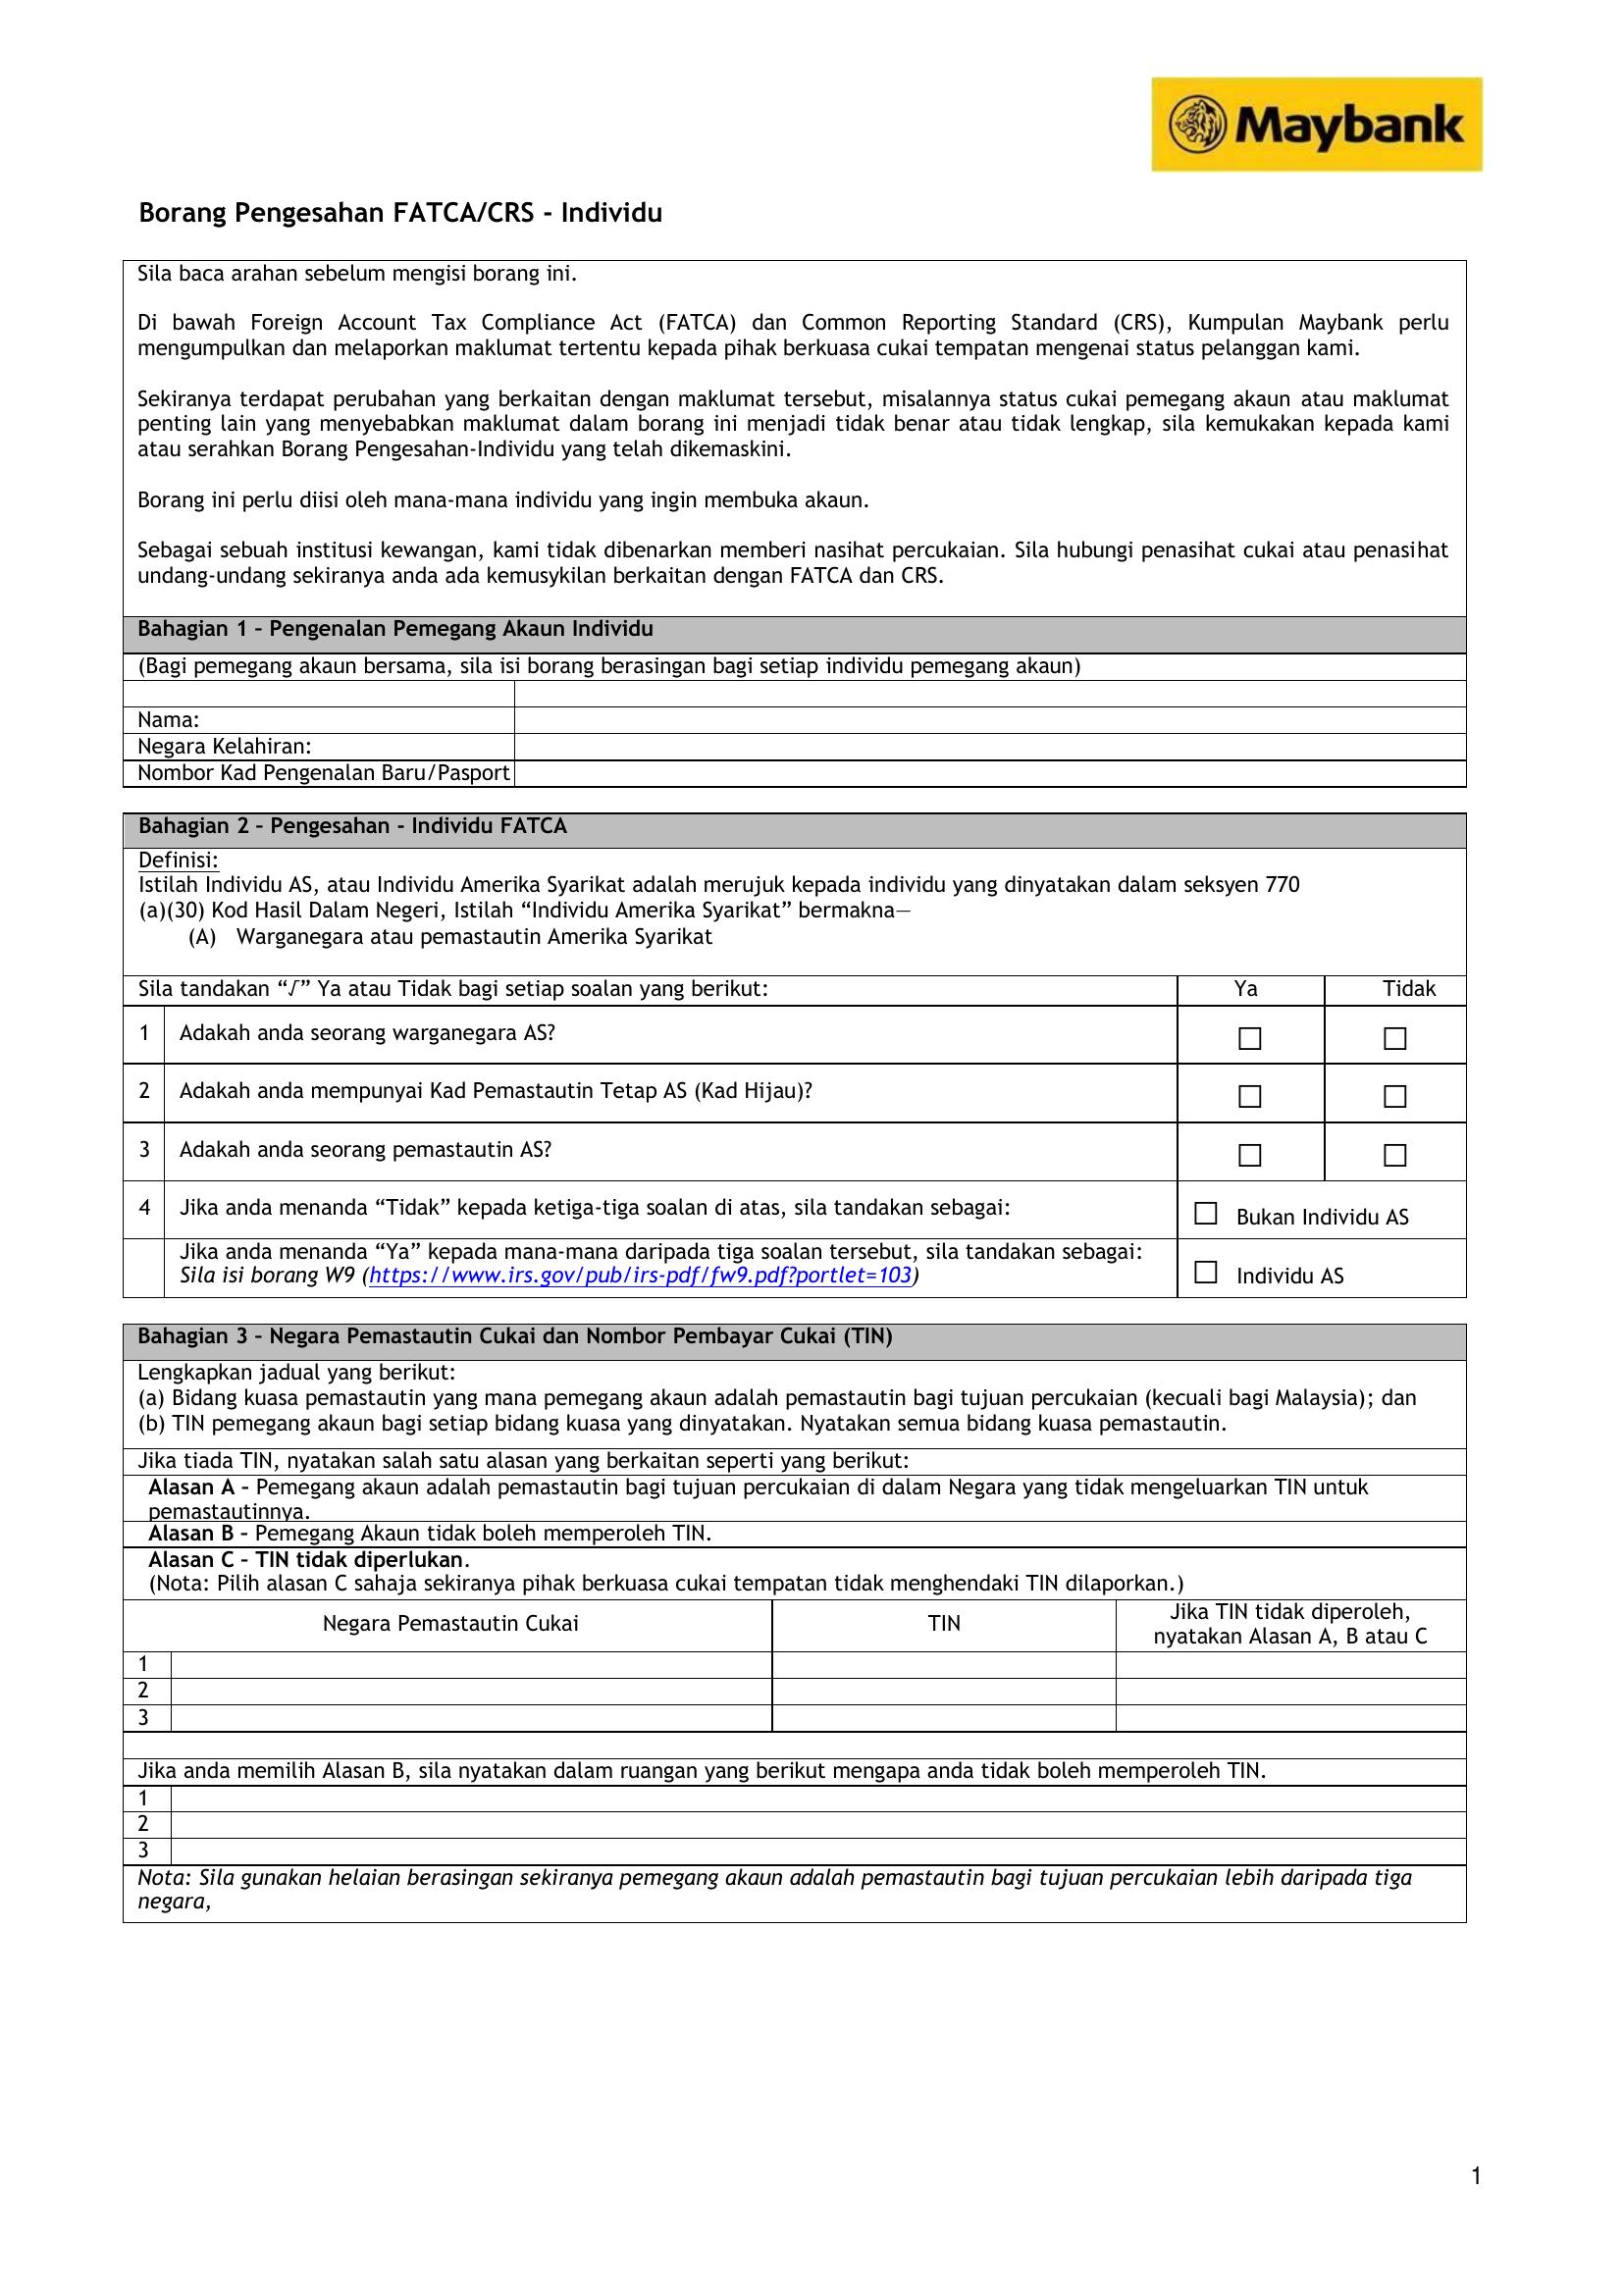 Maybank
Borang Pengesahan FATCA/CRS - Individu
Sila baca arahan sebelum mengisi borang ini.
Di bawah Foreign Account Tax Compliance Act (FATCA) dan Common Reporting Standard (CRS), Kumpulan Maybank perlu
mengumpulkan dan melaporkan maklumat tertentu kepada pihak berkuasa cukai tempatan mengenai status pelanggan kami.
Sekiranya terdapat perubahan yang berkaitan dengan maklumat tersebut, misalannya status cukai pemegang akaun atau maklumat
penting lain yang menyebabkan maklumat dalam borang ini menjadi tidak benar atau tidak lengkap, sila kemukakan kepada kami
atau serahkan Borang Pengesahan-Individu yang telah dikemaskini.
Borang ini perlu diisi oleh mana-mana individu yang ingin membuka akaun.
Sebagai sebuah institusi kewangan, kami tidak dibenarkan memberi nasihat percukaian. Sila hubungi penasihat cukai atau penasihat
undang-undang sekiranya anda ada kemusykilan berkaitan dengan FATCA dan CRS.
Bahagian 1 – Pengenalan Pemegang Akaun Individu
(Bagi pemegang akaun bersama, sila isi borang berasingan bagi setiap individu pemegang akaun)
Nama:
Negara Kelahiran:
Nombor Kad Pengenalan Baru/Pasport
Bahagian 2 – Pengesahan - Individu FATCA
Definisi:
Istilah Individu AS, atau Individu Amerika Syarikat adalah merujuk kepada individu yang dinyatakan dalam seksyen 770
(a)(30) Kod Hasil Dalam Negeri, Istilah “Individu Amerika Syarikat” bermakna—
(A) Warganegara atau pemastautin Amerika Syarikat
Sila tandakan “√” Ya atau Tidak bagi setiap soalan yang berikut: Ya Tidak
1 Adakah anda seorang warganegara AS? ☐ ☐
2 Adakah anda mempunyai Kad Pemastautin Tetap AS (Kad Hijau)? ☐ ☐
3 Adakah anda seorang pemastautin AS? ☐ ☐
4 Jika anda menanda “Tidak” kepada ketiga-tiga soalan di atas, sila tandakan sebagai: ☐ Bukan Individu AS
Jika anda menanda “Ya” kepada mana-mana daripada tiga soalan tersebut, sila tandakan sebagai:
Sila isi borang W9 (https://www.irs.gov/pub/irs-pdf/fw9.pdf?portlet=103) ☐ Individu AS
Bahagian 3 – Negara Pemastautin Cukai dan Nombor Pembayar Cukai (TIN)
Lengkapkan jadual yang berikut:
(a) Bidang kuasa pemastautin yang mana pemegang akaun adalah pemastautin bagi tujuan percukaian (kecuali bagi Malaysia); dan
(b) TIN pemegang akaun bagi setiap bidang kuasa yang dinyatakan. Nyatakan semua bidang kuasa pemastautin.
Jika tiada TIN, nyatakan salah satu alasan yang berkaitan seperti yang berikut:
Alasan A – Pemegang akaun adalah pemastautin bagi tujuan percukaian di dalam Negara yang tidak mengeluarkan TIN untuk
pemastautinnya.
Alasan B – Pemegang Akaun tidak boleh memperoleh TIN.
Alasan C – TIN tidak diperlukan.
(Nota: Pilih alasan C sahaja sekiranya pihak berkuasa cukai tempatan tidak menghendaki TIN dilaporkan.)
Negara Pemastautin Cukai TIN Jika TIN tidak diperoleh,
nyatakan Alasan A, B atau C
1
2
3
Jika anda memilih Alasan B, sila nyatakan dalam ruangan yang berikut mengapa anda tidak boleh memperoleh TIN.
1
2
3
Nota: Sila gunakan helaian berasingan sekiranya pemegang akaun adalah pemastautin bagi tujuan percukaian lebih daripada tiga
negara,
1